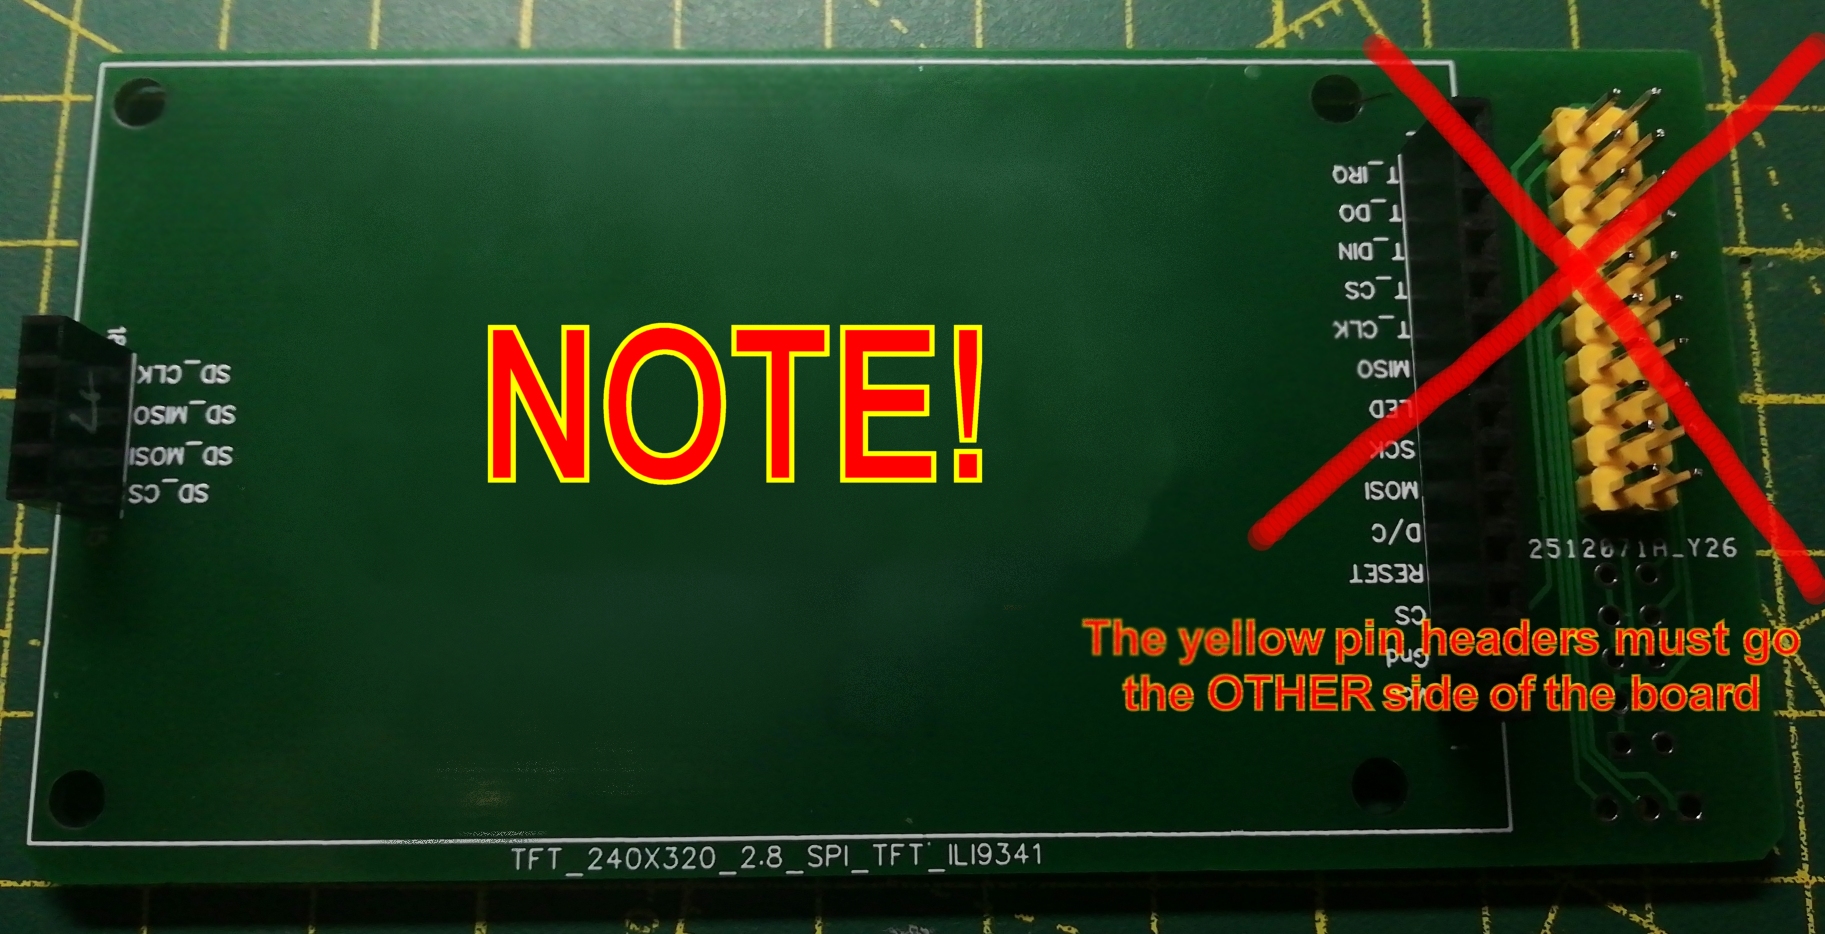 T_IRQ
T_DO
T_DIN
T_CS
T_CLK
MISO
LED
SCK
MOSI
D/C
RESET
CS
Gnd
SD_CLK
SD_MISO
SD_MOSI
SD_CS
NOTE!
2512071A_Y26
The yellow pin headers must go
the OTHER side of the board
TFT_240X320_2.8_SPI_TFT_ILI9341